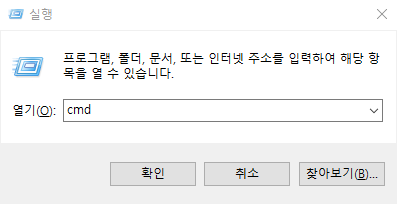 실행
프로그램, 폴더, 문서, 또는 인터넷 주소를 입력하여 해당 항
목을 열 수 있습니다.
열기(O): cmd
확인 취소 찾아보기(B)...